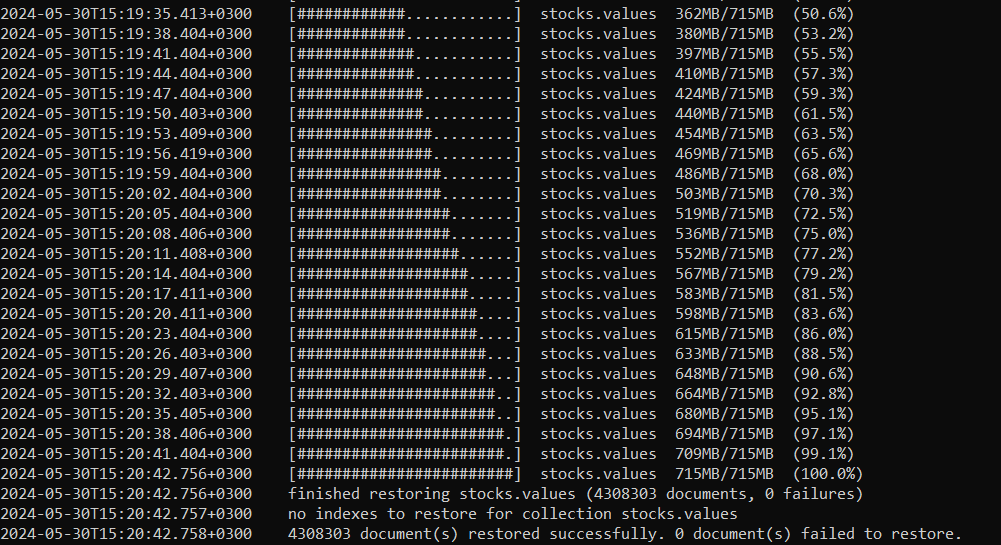 2024-05-30T15:19:35.413+0300    [############............]  stocks.values  362MB/715MB  (50.6%)
2024-05-30T15:19:38.404+0300    [############............]  stocks.values  380MB/715MB  (53.2%)
2024-05-30T15:19:41.404+0300    [#############...........]  stocks.values  397MB/715MB  (55.5%)
2024-05-30T15:19:44.404+0300    [#############...........]  stocks.values  410MB/715MB  (57.3%)
2024-05-30T15:19:47.404+0300    [##############..........]  stocks.values  424MB/715MB  (59.3%)
2024-05-30T15:19:50.403+0300    [##############..........]  stocks.values  440MB/715MB  (61.5%)
2024-05-30T15:19:53.409+0300    [###############.........]  stocks.values  454MB/715MB  (63.5%)
2024-05-30T15:19:56.419+0300    [###############.........]  stocks.values  469MB/715MB  (65.6%)
2024-05-30T15:19:59.404+0300    [################........]  stocks.values  486MB/715MB  (68.0%)
2024-05-30T15:20:02.404+0300    [################........]  stocks.values  503MB/715MB  (70.3%)
2024-05-30T15:20:05.404+0300    [#################.......]  stocks.values  519MB/715MB  (72.5%)
2024-05-30T15:20:08.406+0300    [#################.......]  stocks.values  536MB/715MB  (75.0%)
2024-05-30T15:20:11.408+0300    [##################......]  stocks.values  552MB/715MB  (77.2%)
2024-05-30T15:20:14.404+0300    [###################.....]  stocks.values  567MB/715MB  (79.2%)
2024-05-30T15:20:17.411+0300    [###################.....]  stocks.values  583MB/715MB  (81.5%)
2024-05-30T15:20:20.411+0300    [####################....]  stocks.values  598MB/715MB  (83.6%)
2024-05-30T15:20:23.404+0300    [####################....]  stocks.values  615MB/715MB  (86.0%)
2024-05-30T15:20:26.403+0300    [#####################...]  stocks.values  633MB/715MB  (88.5%)
2024-05-30T15:20:29.407+0300    [#####################...]  stocks.values  648MB/715MB  (90.6%)
2024-05-30T15:20:32.403+0300    [######################..]  stocks.values  664MB/715MB  (92.8%)
2024-05-30T15:20:35.405+0300    [######################..]  stocks.values  680MB/715MB  (95.1%)
2024-05-30T15:20:38.406+0300    [#######################.]  stocks.values  694MB/715MB  (97.1%)
2024-05-30T15:20:41.404+0300    [#######################.]  stocks.values  709MB/715MB  (99.1%)
2024-05-30T15:20:42.756+0300    [########################]  stocks.values  715MB/715MB  (100.0%)
2024-05-30T15:20:42.756+0300    finished restoring stocks.values (4308303 documents, 0 failures)
2024-05-30T15:20:42.757+0300    no indexes to restore for collection stocks.values
2024-05-30T15:20:42.758+0300    4308303 document(s) restored successfully. 0 document(s) failed to restore.